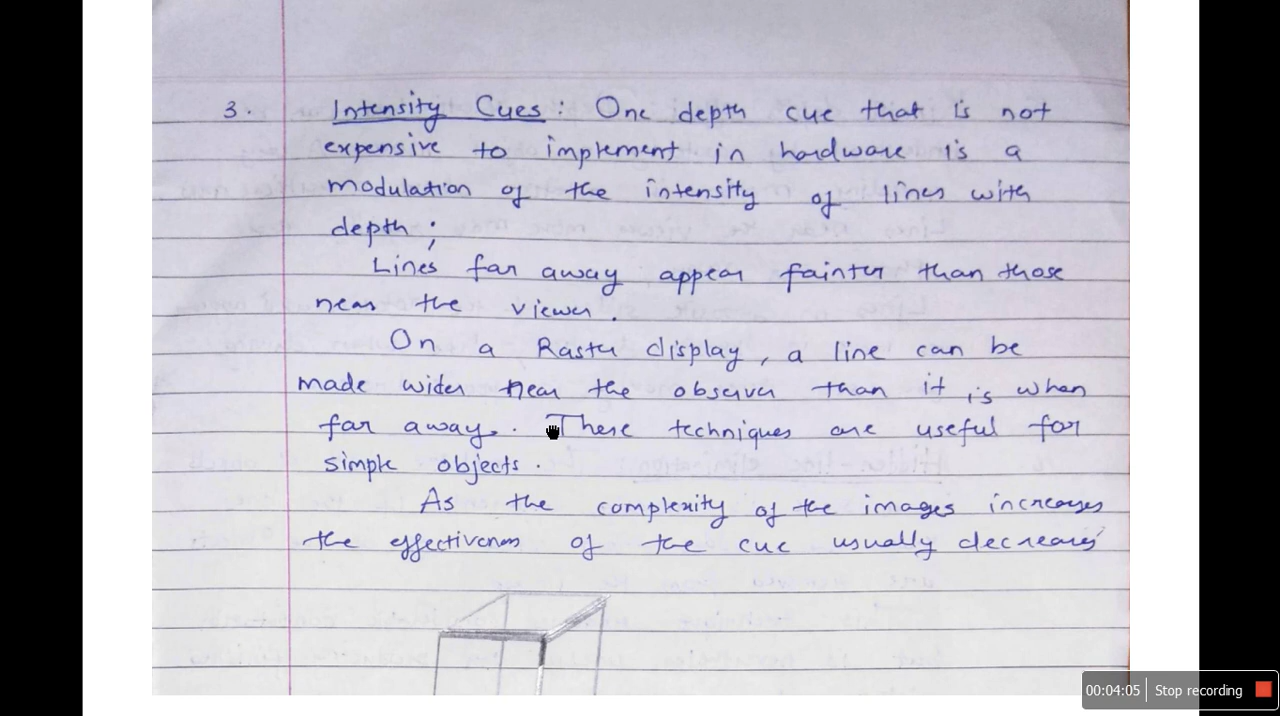 3. Intensity Cues : One depth cue that is not
expensive to implement in hardware is a
modulation of the intensity of lines with
depth ;
Lines far away appear fainter than those
near the viewer .
On a Raster display, a line can be
made wider near the observer than it is when
far away. . These techniques are useful for
simple objects .
As the complexity of the images increases
the effectiveness of the cue usually decreases
00:04:05 Stop recording